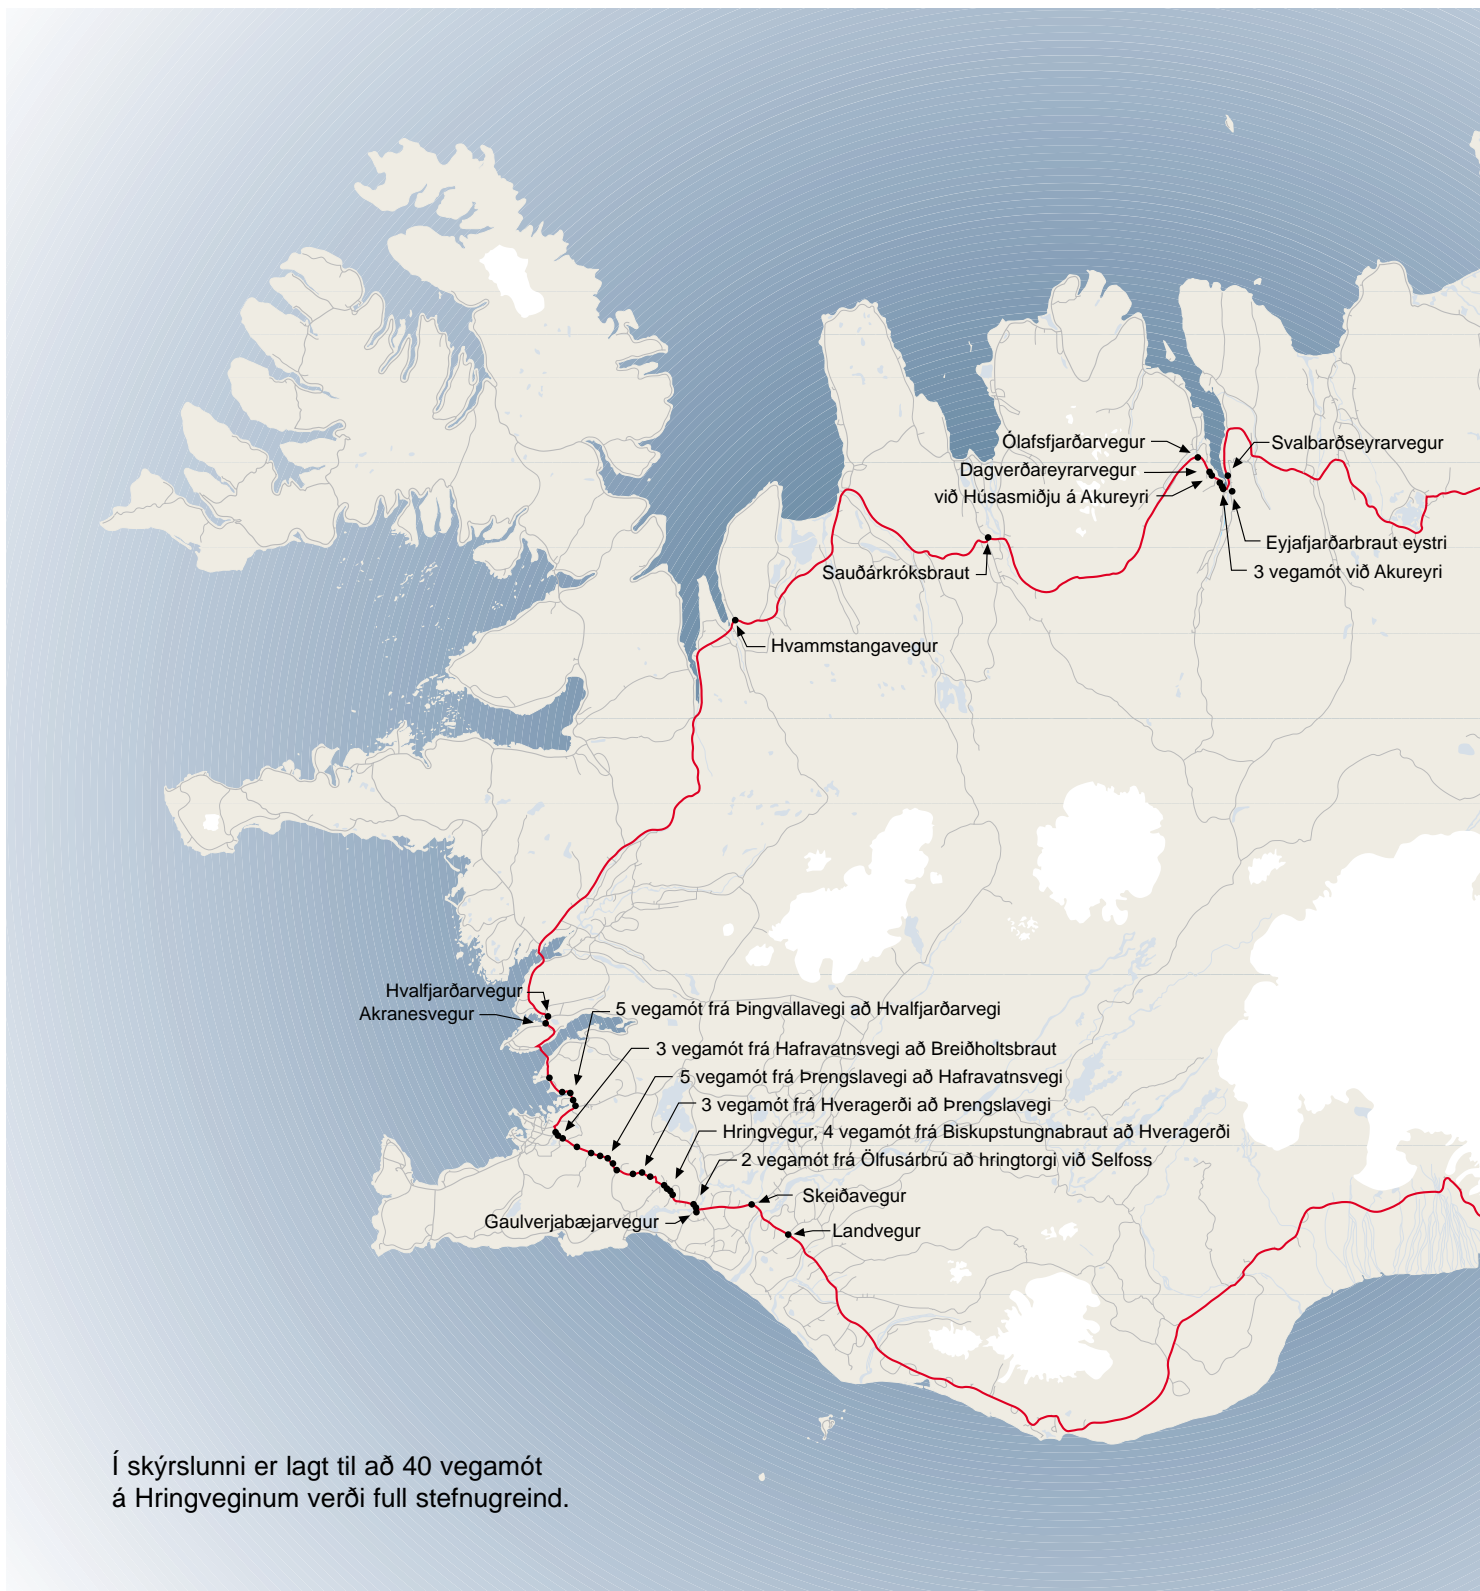 Ólafsfjarðarvegur
Svalbarðseyrarvegur
Dagverðareyrarvegur
við Húsasmiðju á Akureyri
Eyjafjarðarbraut eystri
3 vegamót við Akureyri
Sauðárkróksbraut
Hvammstangavegur
Hvalfjarðarvegur
Akranesvegur
5 vegamót frá Þingvallavegi að Hvalfjarðarvegi
3 vegamót frá Hafravatnsvegi að Breiðholtsbraut
5 vegamót frá Þrengslavegi að Hafravatnsvegi
3 vegamót frá Hveragerði að Þrengslavegi
Hringvegur, 4 vegamót frá Biskupstungnabraut að Hveragerði
2 vegamót frá Ölfusárbrú að hringtorgi við Selfoss
Skeiðavegur
Gaulverjabæjarvegur
Landvegur
Í skýrslunni er lagt til að 40 vegamót
á Hringveginum verði full stefnugreind.